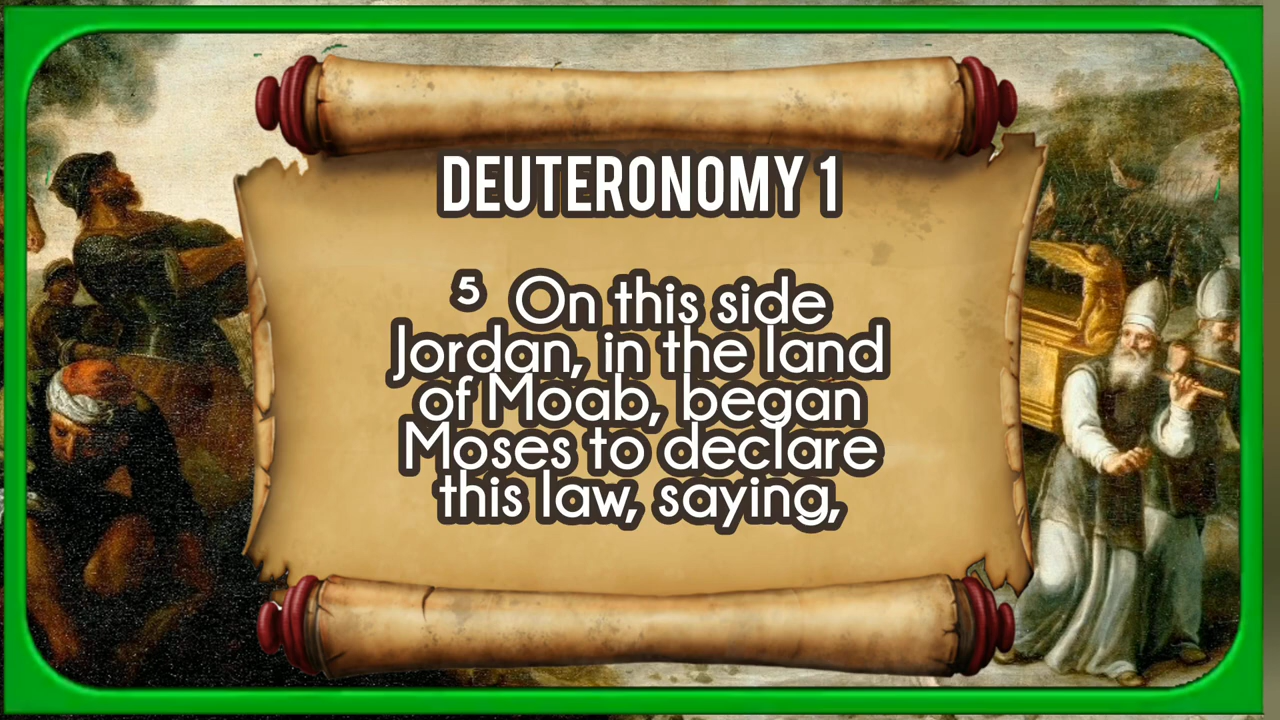 DEUTERONOMY 1
⁵ On this side
Jordan, in the land
of Moab, began
Moses to declare
this law, saying,